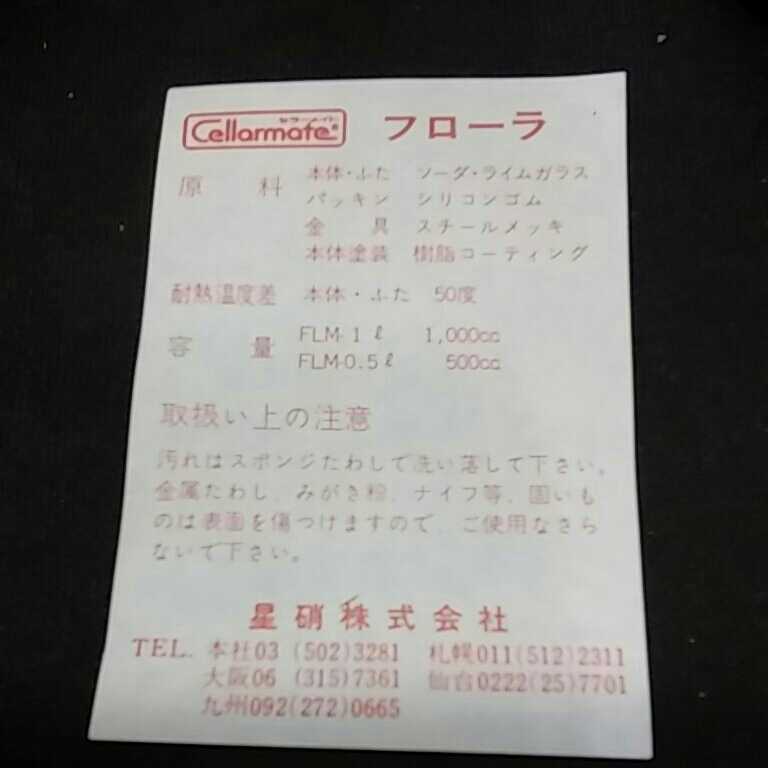 セラーメイト
Cellarmate® フローラ
原料 本体・ふた ソーダ・ライムガラス
パッキン シリコンゴム
金具 スチールメッキ
本体塗装 樹脂コーティング
耐熱温度差 本体・ふた 50度
容量 FLM-1ℓ 1,000cc
FLM-0.5ℓ 500cc
取扱い上の注意
汚れはスポンジたわしで洗い落して下さい。
金属たわし、みがき粉、ナイフ等、固いも
のは表面を傷つけますので、ご使用なさら
ないで下さい。
星硝株式会社
TEL. 本社03 (502)3281 札幌011(512)2311
大阪06 (315)7361 仙台0222(25)7701
九州092(272)0665